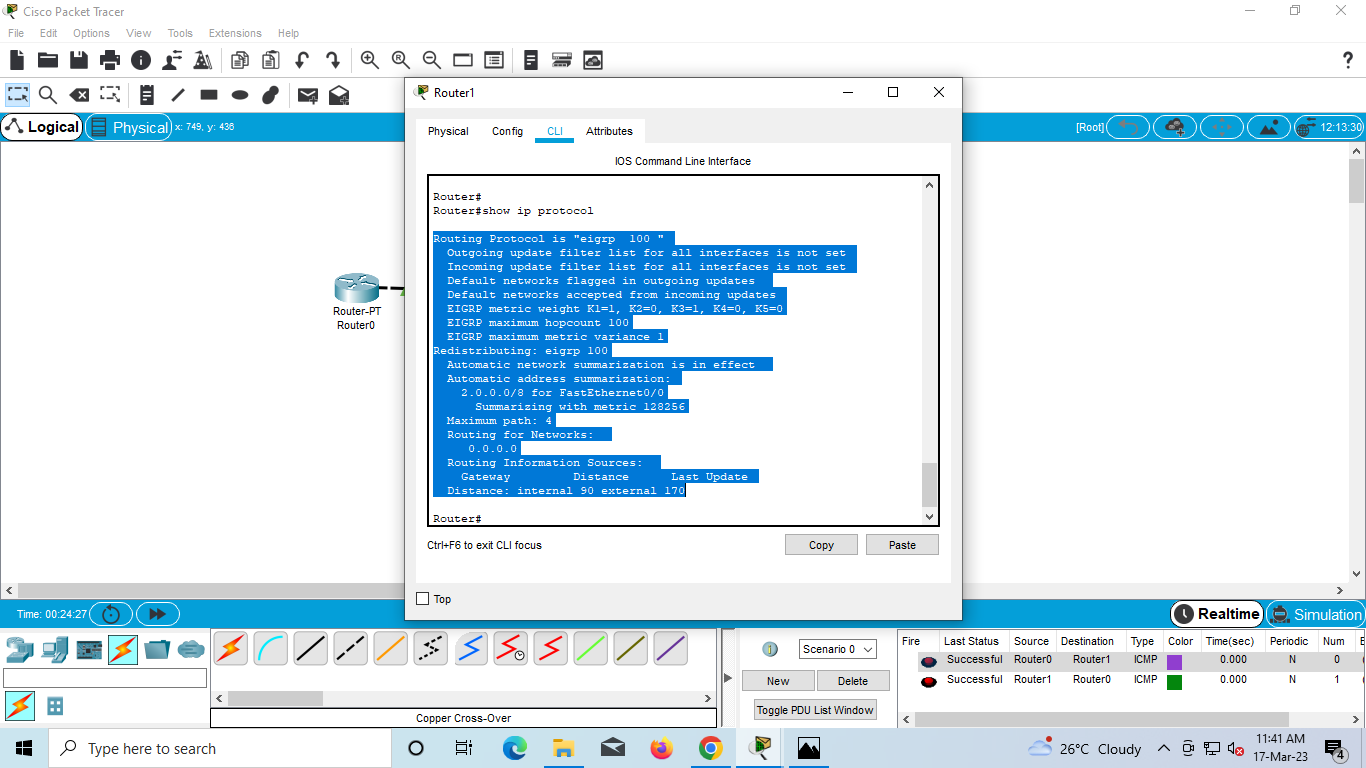 Cisco Packet Tracer
File Edit Options View Tools Extensions Help
Logical
Physical
x: 749, y: 436
[Root]
12:13:30
Router-PT
Router0
Router1
Physical Config CLI Attributes
IOS Command Line Interface
Router#
Router#show ip protocol
Routing Protocol is "eigrp  100 "
Outgoing update filter list for all interfaces is not set
Incoming update filter list for all interfaces is not set
Default networks flagged in outgoing updates
Default networks accepted from incoming updates
EIGRP metric weight K1=1, K2=0, K3=1, K4=0, K5=0
EIGRP maximum hopcount 100
EIGRP maximum metric variance 1
Redistributing: eigrp 100
Automatic network summarization is in effect
Automatic address summarization:
2.0.0.0/8 for FastEthernet0/0
Summarizing with metric 128256
Maximum path: 4
Routing for Networks:
0.0.0.0
Routing Information Sources:
Gateway Distance Last Update
Distance: internal 90 external 170
Router#
Ctrl+F6 to exit CLI focus
Copy
Paste
Top
Time: 00:24:27
Realtime
Simulation
Copper Cross-Over
Scenario 0
New
Delete
Toggle PDU List Window
Fire Last Status Source Destination Type Color Time(sec) Periodic Num
Successful Router0 Router1 ICMP 0.000 N 0
Successful Router1 Router0 ICMP 0.000 N 1
Type here to search
26°C Cloudy
11:41 AM
17-Mar-23
4